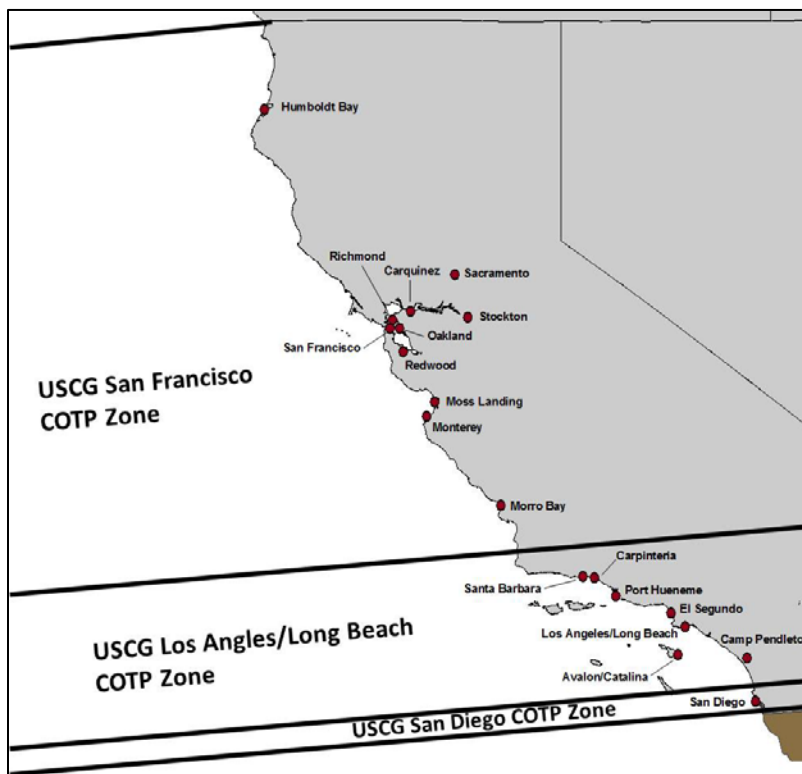 Humboldt Bay
Richmond
Carquinez
Sacramento
Stockton
Oakland
San Francisco
Redwood
USCG San Francisco
COTP Zone
Moss Landing
Monterey
Morro Bay
Carpinteria
Santa Barbara
Port Hueneme
El Segundo
USCG Los Angles/Long Beach
COTP Zone
Los Angeles/Long Beach
Camp Pendleto
Avalon/Catalina
San Diego
USCG San Diego COTP Zone